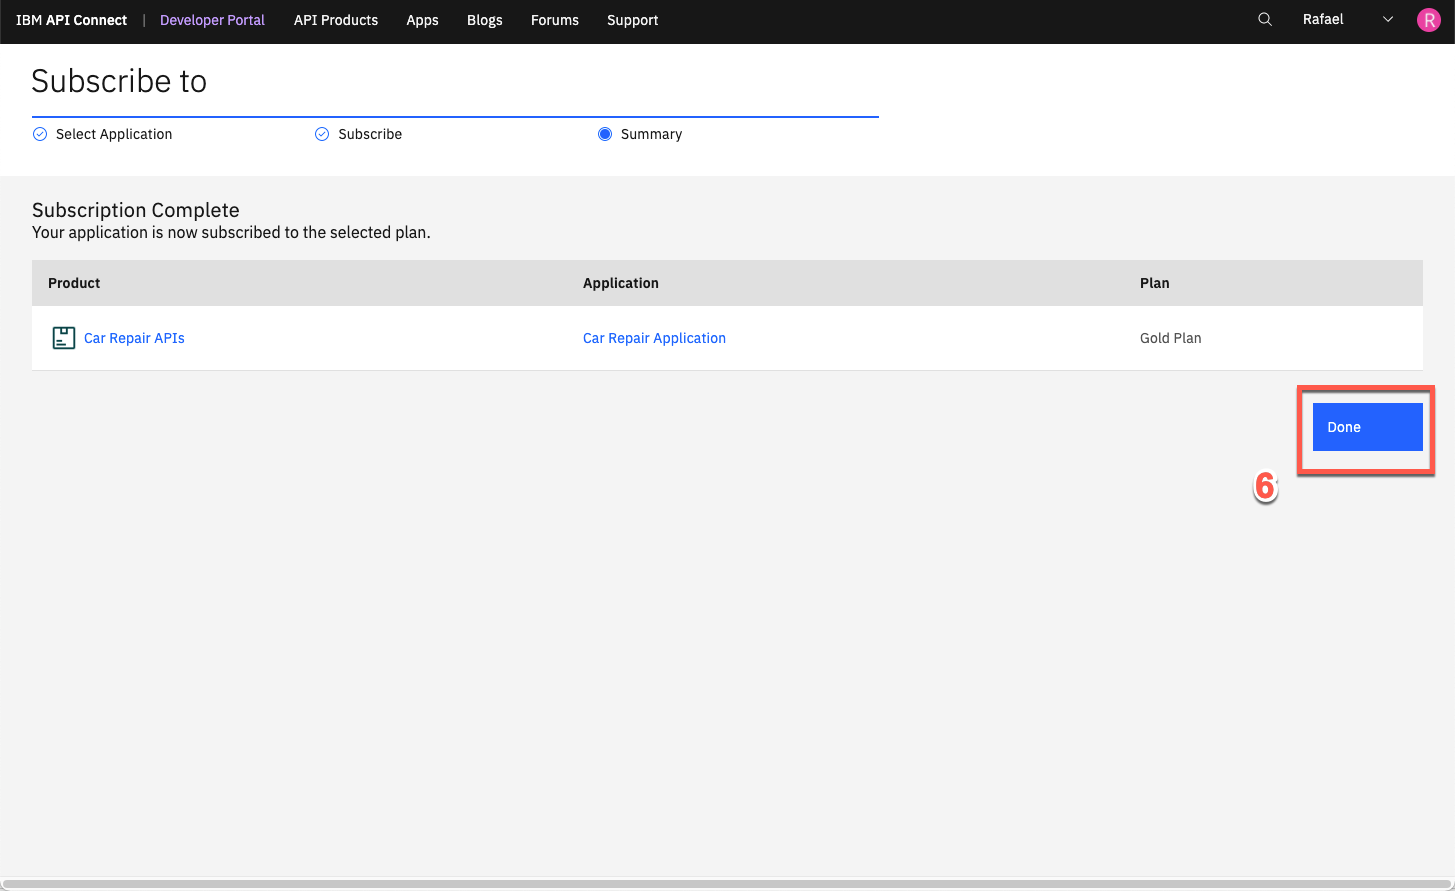 IBM API Connect | Developer Portal API Products Apps Blogs Forums Support Rafael R
Subscribe to
Select Application Subscribe Summary
Subscription Complete
Your application is now subscribed to the selected plan.
Product Application Plan
Car Repair APIs Car Repair Application Gold Plan
Done
6